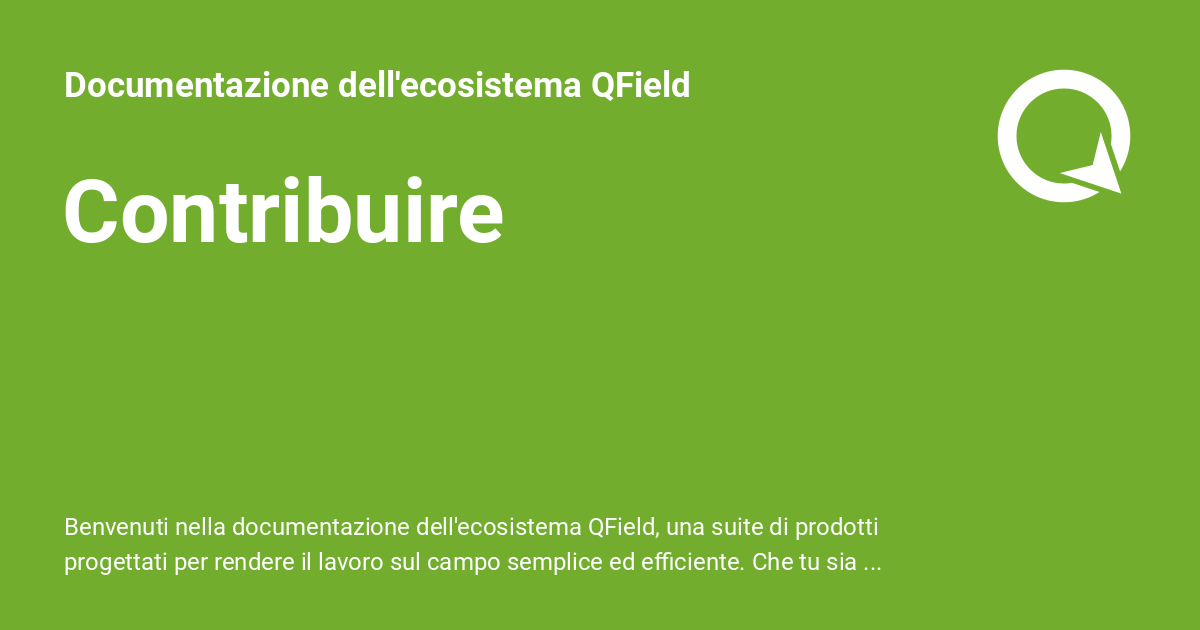 Documentazione dell'ecosistema QField
Contribuire
Benvenuti nella documentazione dell'ecosistema QField, una suite di prodotti
progettati per rendere il lavoro sul campo semplice ed efficiente. Che tu sia ...